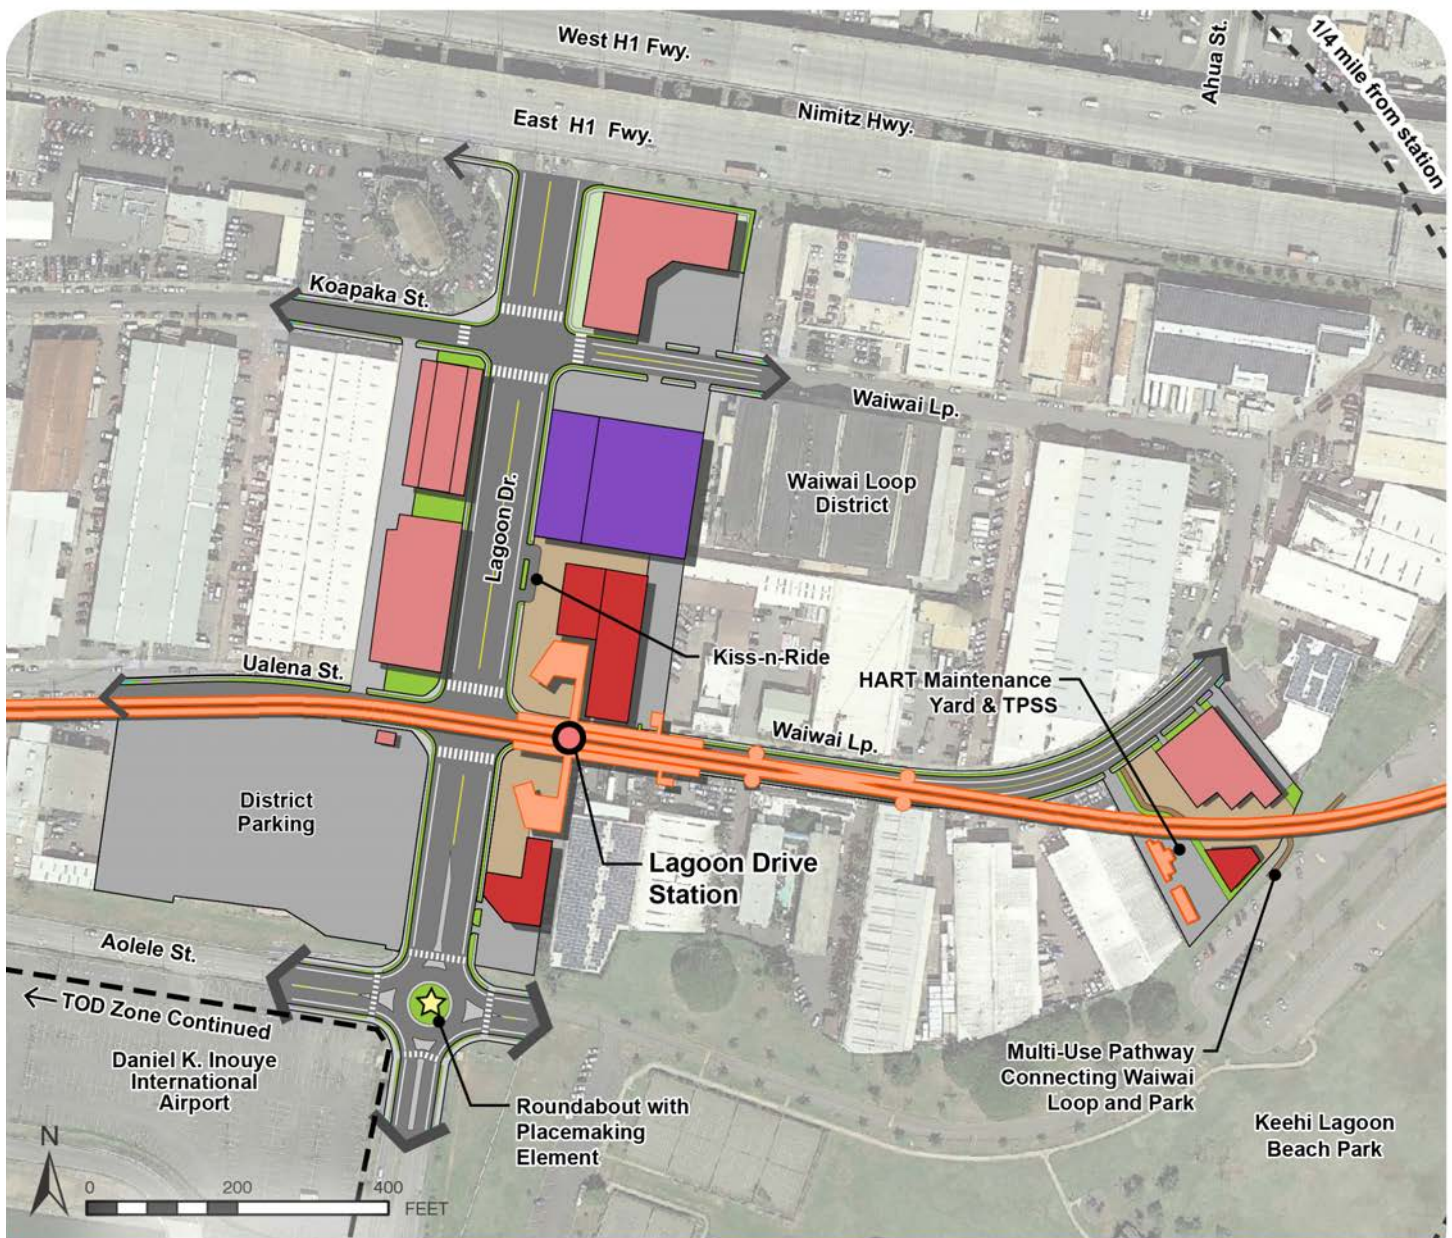 West H1 Fwy.
Ahua St.
1/4 mile from station
Nimitz Hwy.
East H1 Fwy.
Koapaka St.
Waiwai Lp.
Waiwai Loop
District
Lagoon Dr.
Kiss-n-Ride
Ualena St.
HART Maintenance
Yard & TPSS
Waiwai Lp.
District
Parking
Lagoon Drive
Station
Aolele St.
← TOD Zone Continued
Daniel K. Inouye
International
Airport
Roundabout with
Placemaking
Element
Multi-Use Pathway
Connecting Waiwai
Loop and Park
Keehi Lagoon
Beach Park
N
0 200 400
FEET